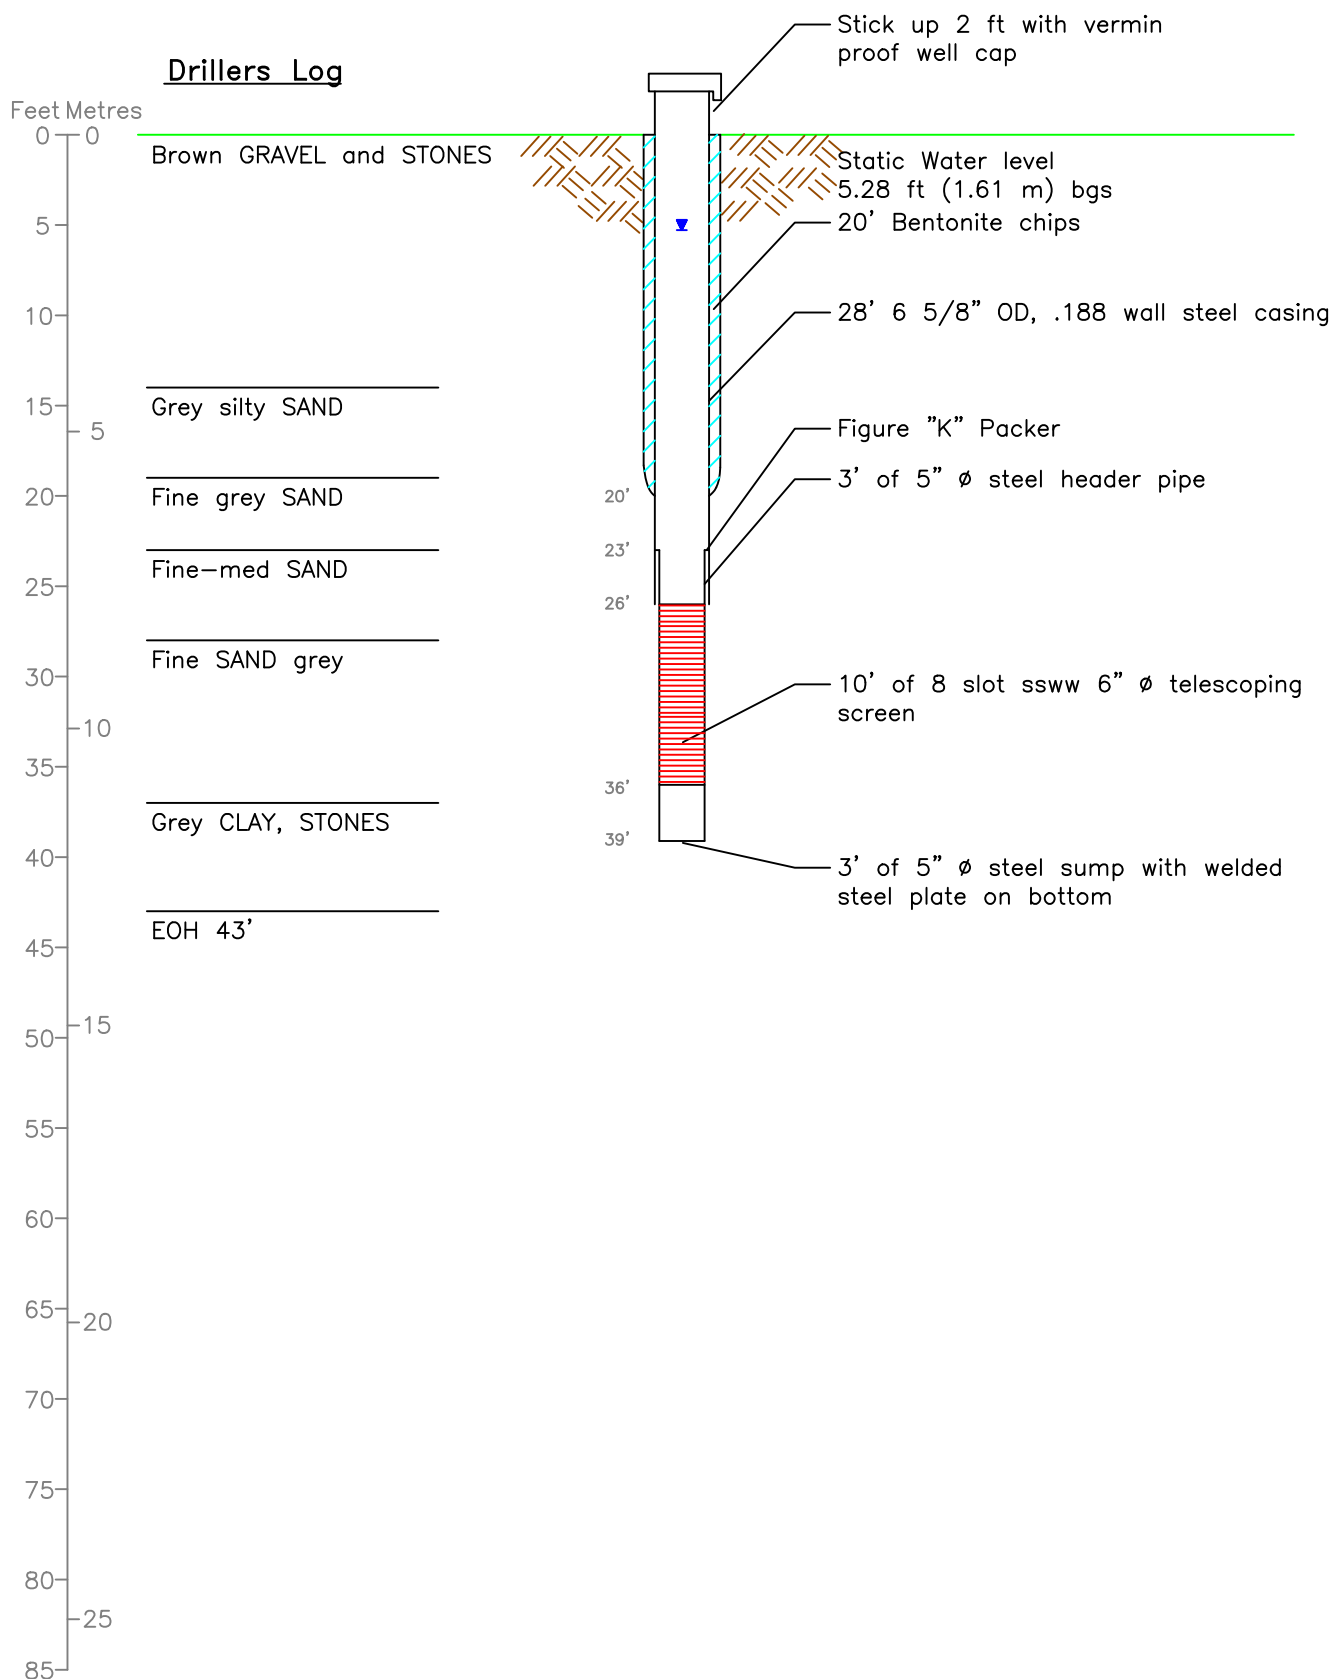 Stick up 2 ft with vermin
proof well cap
Drillers Log
Feet Metres
0 0
Brown GRAVEL and STONES
Static Water level
5.28 ft (1.61 m) bgs
5
20' Bentonite chips
10
28' 6 5/8" OD, .188 wall steel casing
15
Grey silty SAND
5
Figure "K" Packer
3' of 5" Ø steel header pipe
20
Fine grey SAND
20'
23'
Fine-med SAND
25
26'
Fine SAND grey
30
10' of 8 slot ssww 6" Ø telescoping
screen
10
35
36'
Grey CLAY, STONES
39'
40
3' of 5" Ø steel sump with welded
steel plate on bottom
EOH 43'
45
15
50
55
60
65
20
70
75
80
25
85